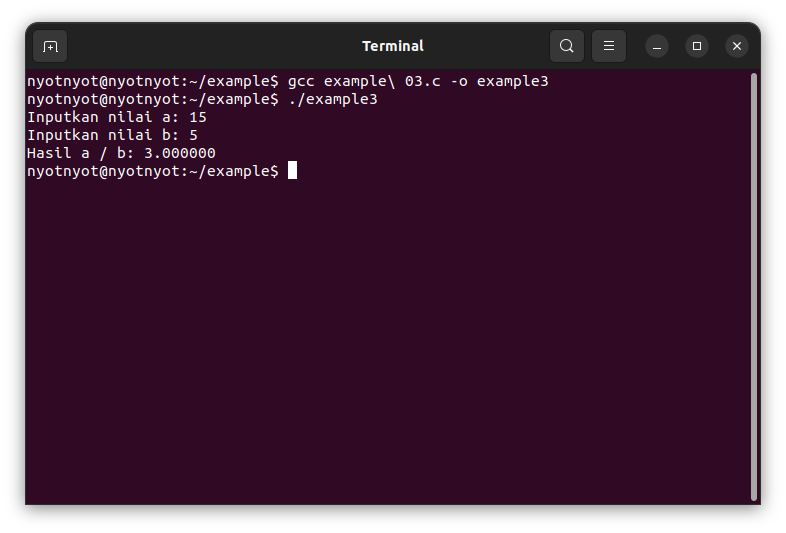 Terminal
nyotnyot@nyotnyot:~/example$ gcc example\ 03.c -o example3
nyotnyot@nyotnyot:~/example$ ./example3
Inputkan nilai a: 15
Inputkan nilai b: 5
Hasil a / b: 3.000000
nyotnyot@nyotnyot:~/example$